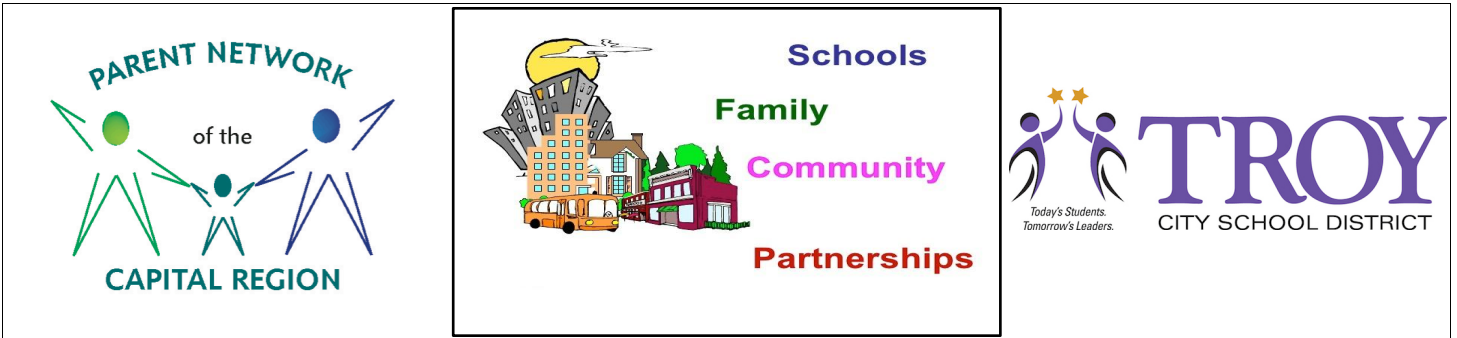 PARENT NETWORK
of the
CAPITAL REGION
Schools
Family
Community
Partnerships
Today's Students.
Tomorrow's Leaders.
TROY
CITY SCHOOL DISTRICT